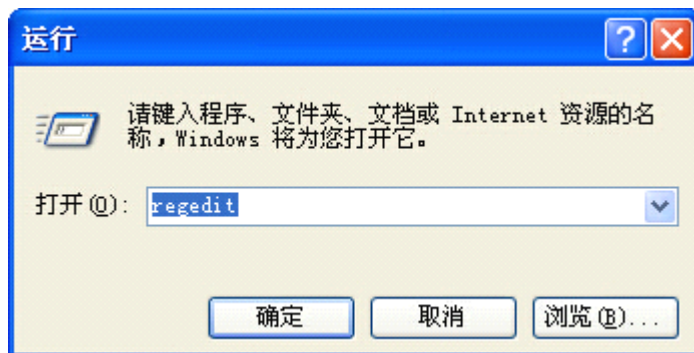 运行
请键入程序、文件夹、文档或 Internet 资源的名
称，Windows 将为您打开它。
打开(O): regedit
确定 取消 浏览(B)...